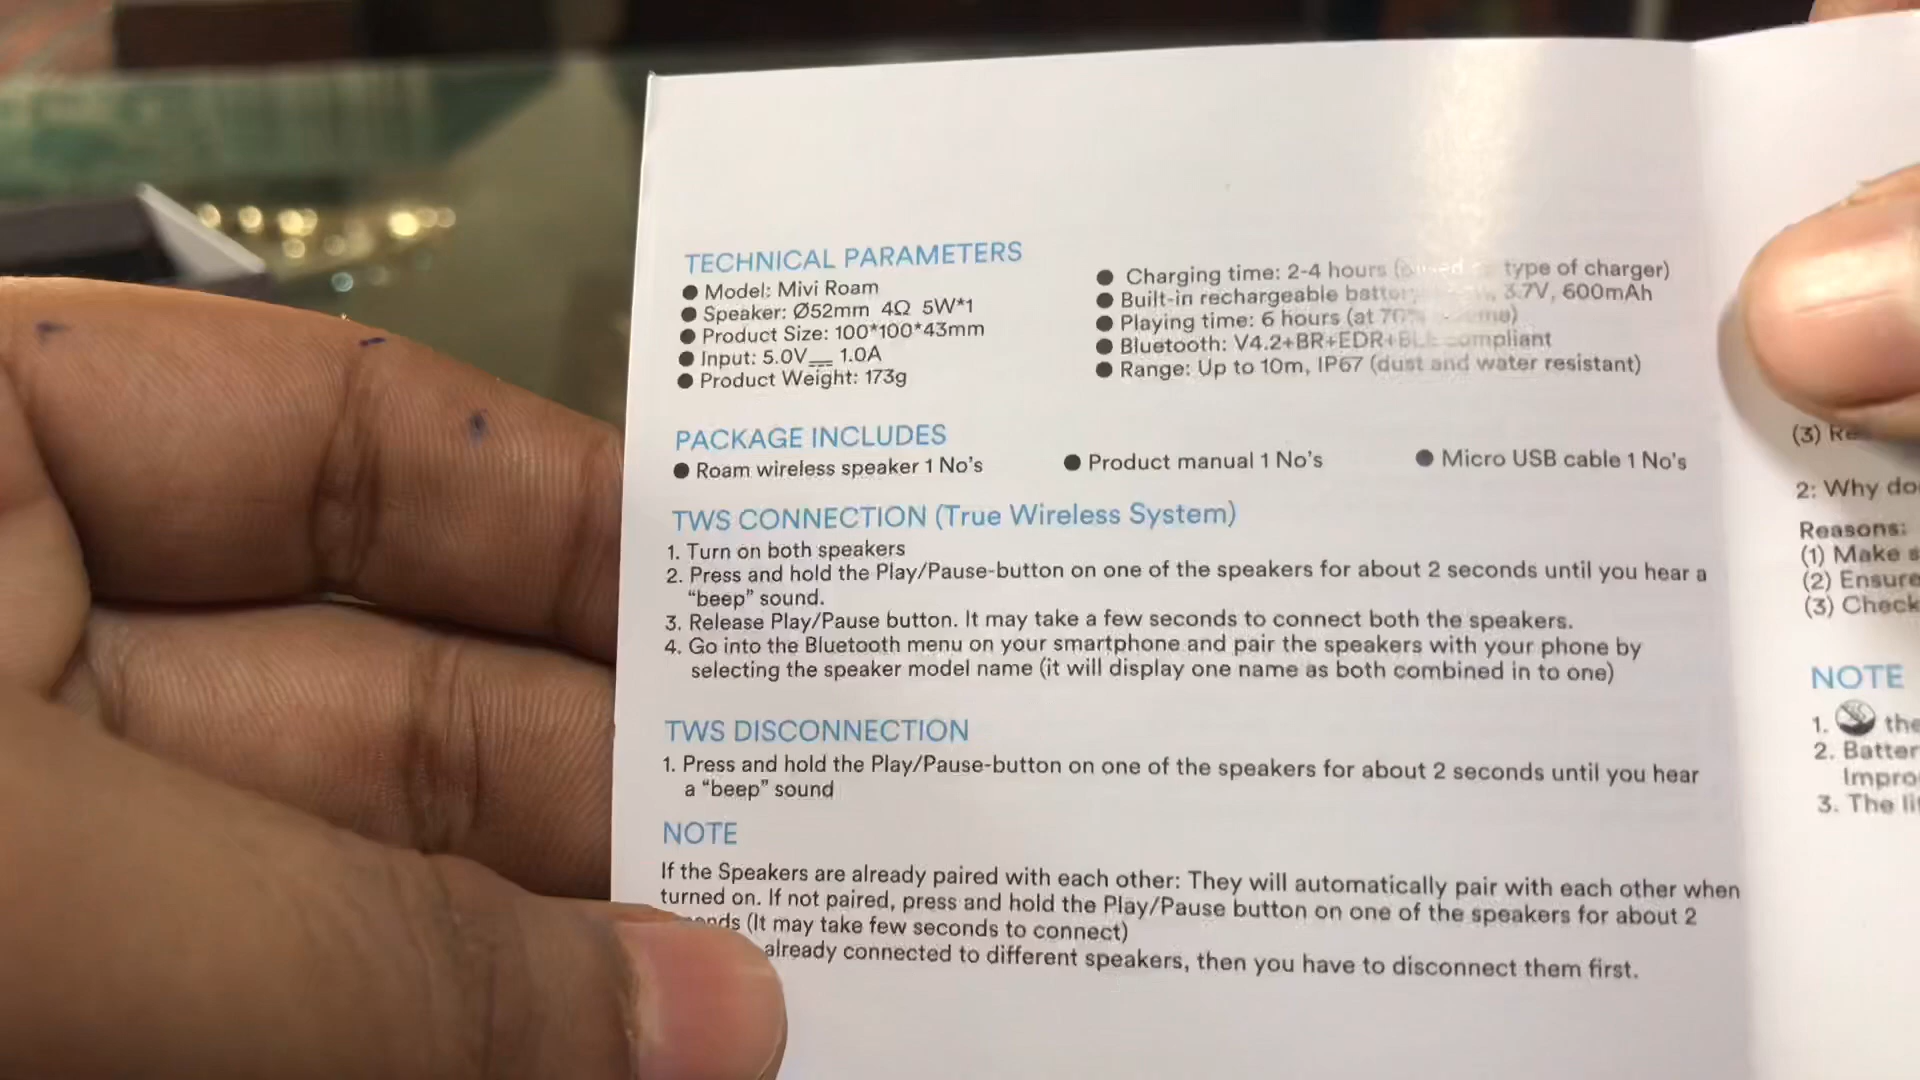 TECHNICAL PARAMETERS
● Model: Mivi Roam
● Speaker: Ø52mm 4Ω 5W*1
● Product Size: 100*100*43mm
● Input: 5.0V⎓ 1.0A
● Product Weight: 173g
● Charging time: 2-4 hours type of charger)
● Built-in rechargeable 3.7V, 600mAh
● Playing time: 6 hours (at
● Bluetooth: V4.2+BR+EDR+BLE compliant
● Range: Up to 10m, IP67 (dust and water resistant)
PACKAGE INCLUDES
● Roam wireless speaker 1 No's ● Product manual 1 No's ● Micro USB cable 1 No's
TWS CONNECTION (True Wireless System)
1. Turn on both speakers
2. Press and hold the Play/Pause-button on one of the speakers for about 2 seconds until you hear a
“beep” sound.
3. Release Play/Pause button. It may take a few seconds to connect both the speakers.
4. Go into the Bluetooth menu on your smartphone and pair the speakers with your phone by
selecting the speaker model name (it will display one name as both combined in to one)
TWS DISCONNECTION
1. Press and hold the Play/Pause-button on one of the speakers for about 2 seconds until you hear
a “beep” sound
NOTE
If the Speakers are already paired with each other: They will automatically pair with each other when
turned on. If not paired, press and hold the Play/Pause button on one of the speakers for about 2
(It may take few seconds to connect)
already connected to different speakers, then you have to disconnect them first.
(3)
2: Why
Reasons:
(1) Make
(2) Ensure
(3) Check
NOTE
1. the
2.
3. The